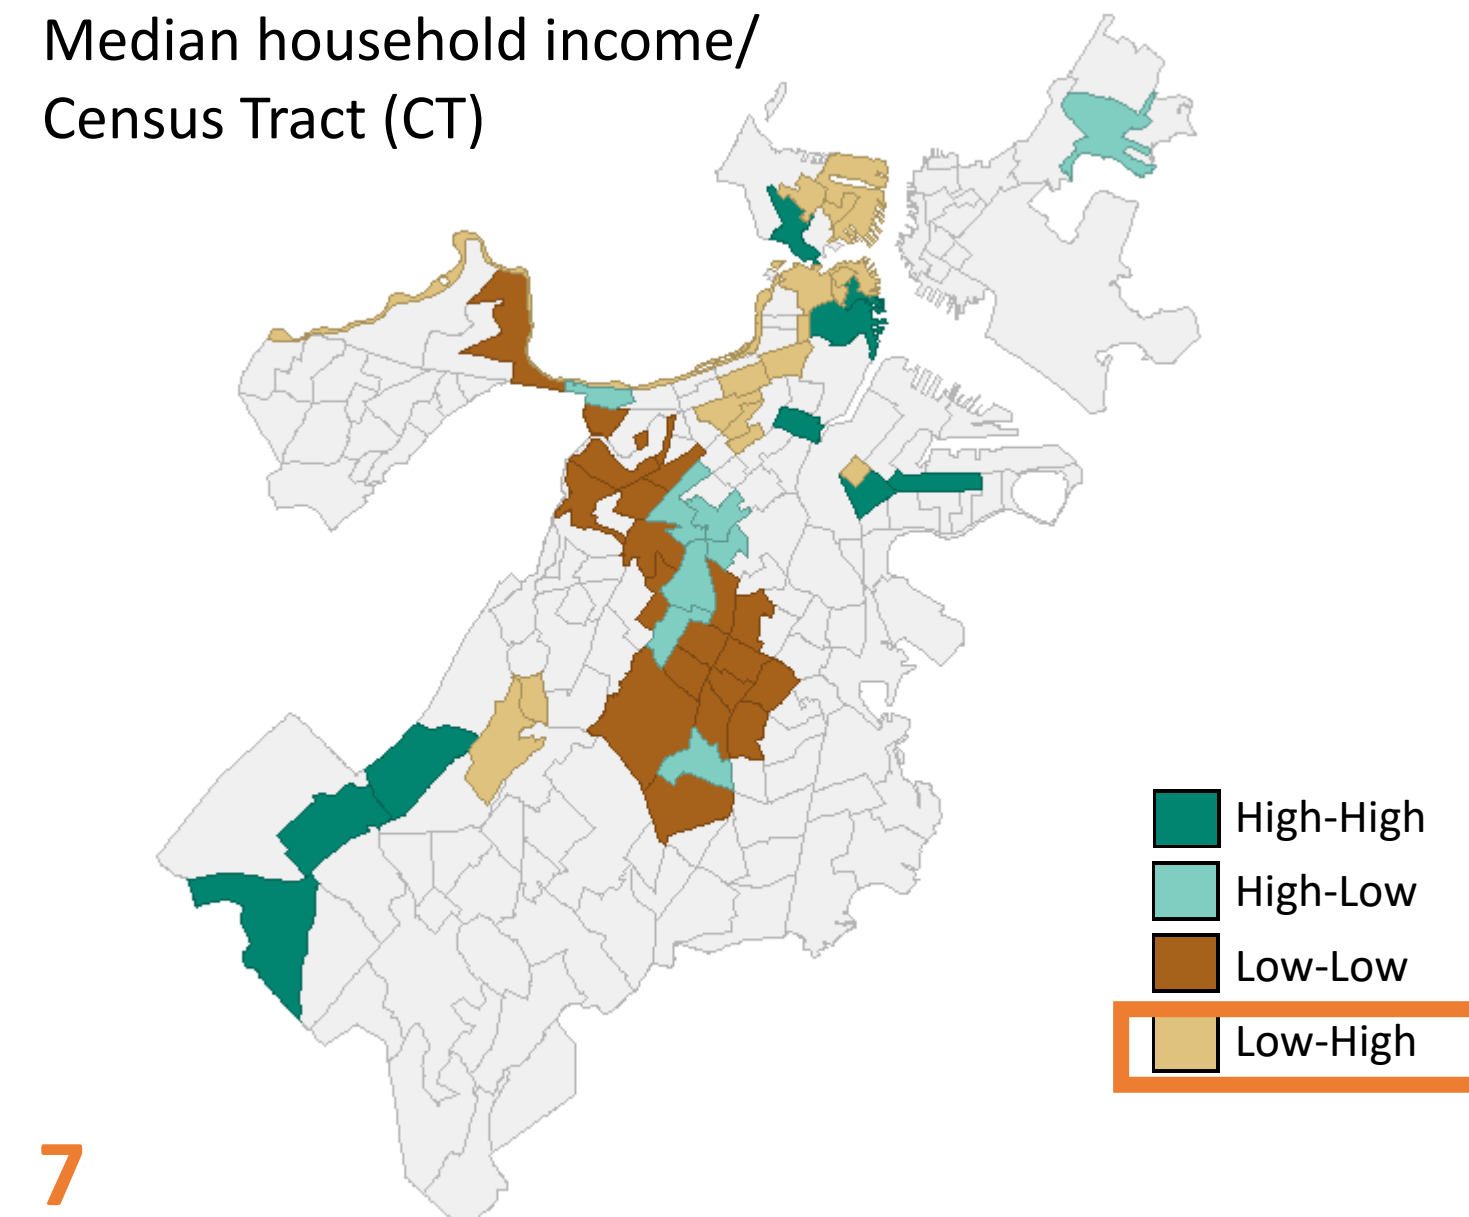 Median household income/
Census Tract (CT)
High-High
High-Low
Low-Low
Low-High
7